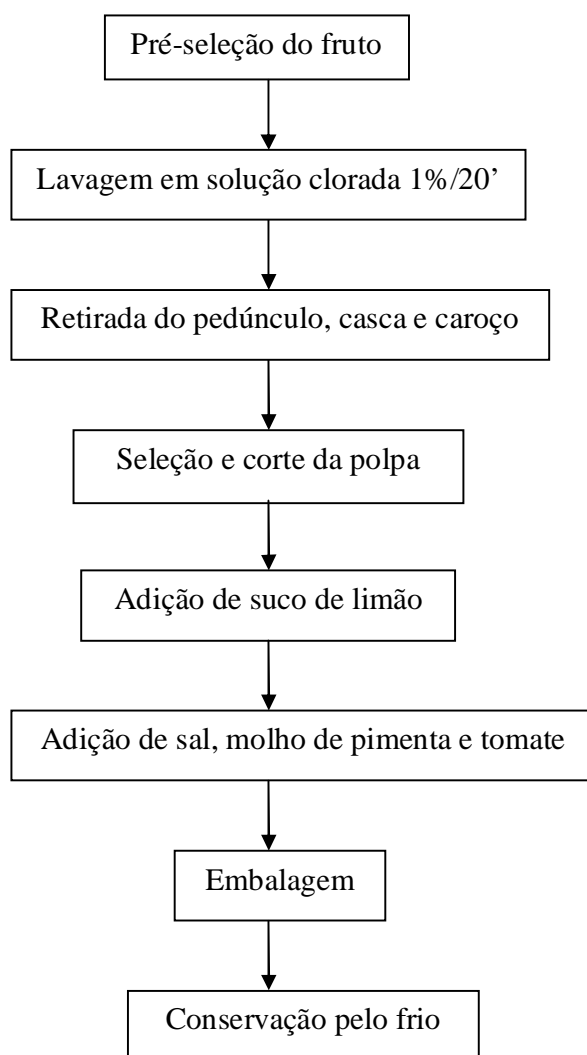 Pré-seleção do fruto
Lavagem em solução clorada 1%/20’
Retirada do pedúnculo, casca e caroço
Seleção e corte da polpa
Adição de suco de limão
Adição de sal, molho de pimenta e tomate
Embalagem
Conservação pelo frio